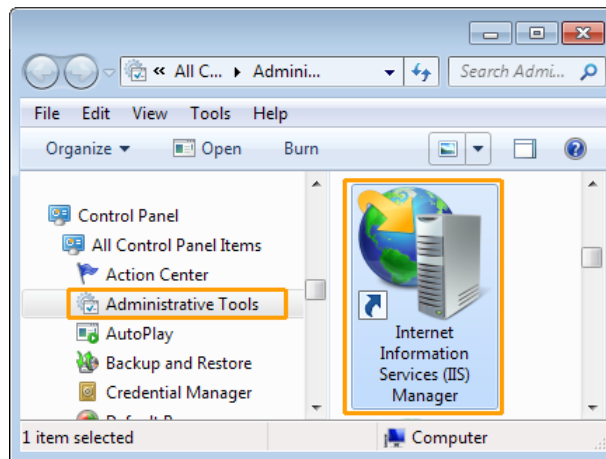 « All C... ▸ Admini...
Search Admi...
File Edit View Tools Help
Organize Open Burn
Control Panel
All Control Panel Items
Action Center
Administrative Tools
AutoPlay
Backup and Restore
Credential Manager
Internet
Information
Services (IIS)
Manager
1 item selected
Computer